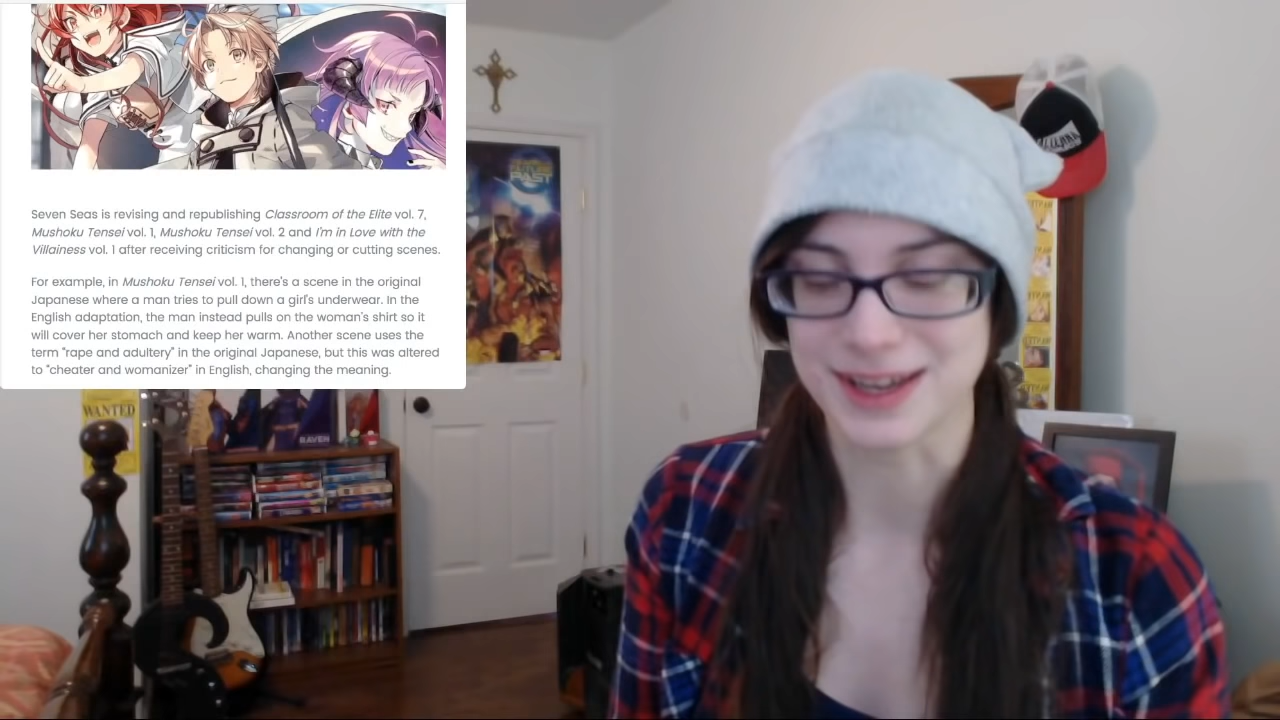 Seven Seas is revising and republishing Classroom of the Elite vol. 7,
Mushoku Tensei vol. 1, Mushoku Tensei vol. 2 and I'm in Love with the
Villainess vol. 1 after receiving criticism for changing or cutting scenes.
For example, in Mushoku Tensei vol. 1, there's a scene in the original
Japanese where a man tries to pull down a girl's underwear. In the
English adaptation, the man instead pulls on the woman's shirt so it
will cover her stomach and keep her warm. Another scene uses the
term "rape and adultery" in the original Japanese, but this was altered
to "cheater and womanizer" in English, changing the meaning.
PAST
WANTED
RAVEN